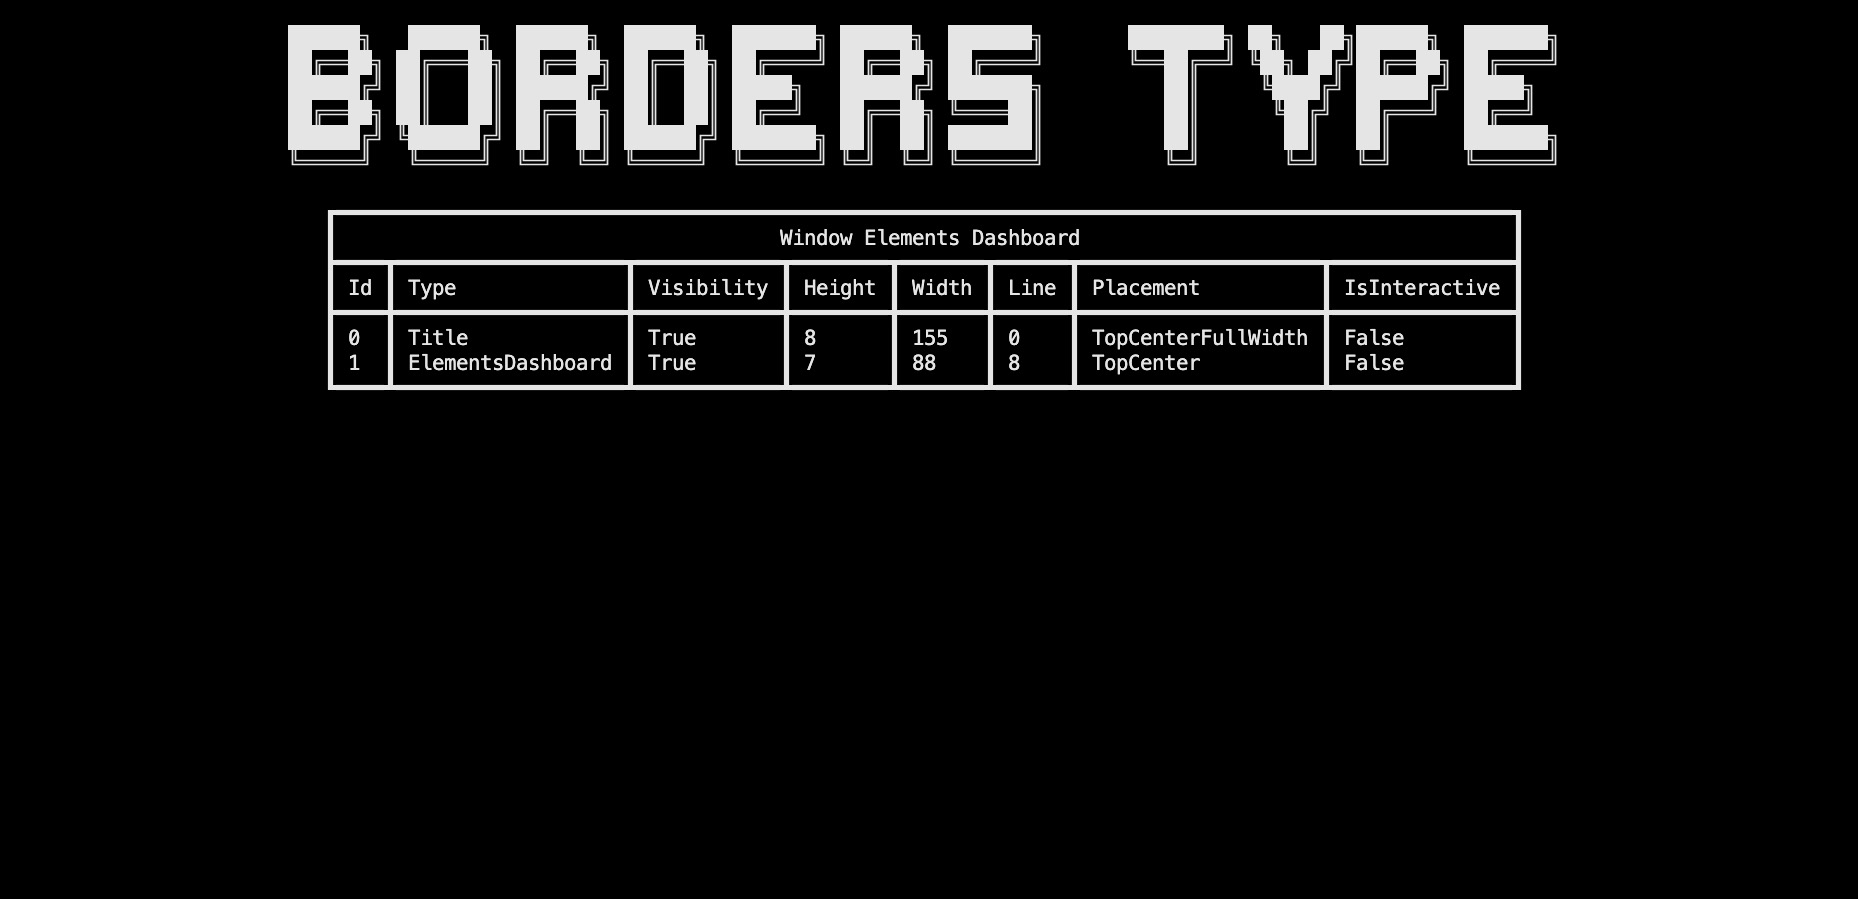 BORDERS TYPE
Window Elements Dashboard
Id Type Visibility Height Width Line Placement IsInteractive
0 Title True 8 155 0 TopCenterFullWidth False
1 ElementsDashboard True 7 88 8 TopCenter False